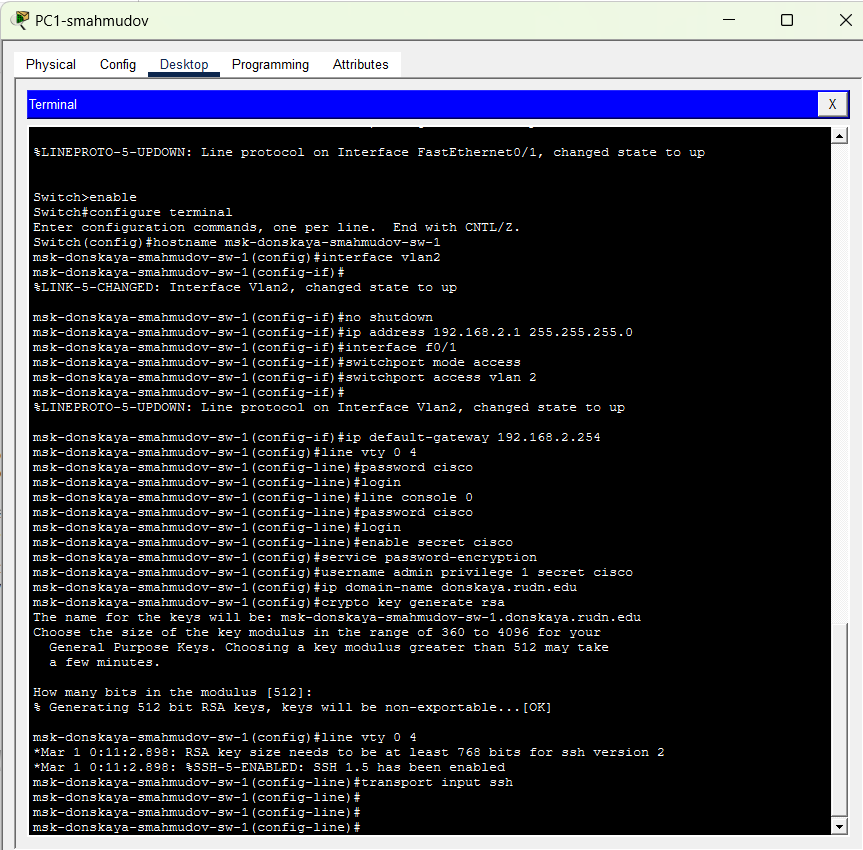 PC1-smahmudov
Physical Config Desktop Programming Attributes
Terminal X
%LINEPROTO-5-UPDOWN: Line protocol on Interface FastEthernet0/1, changed state to up
Switch>enable
Switch#configure terminal
Enter configuration commands, one per line.  End with CNTL/Z.
Switch(config)#hostname msk-donskaya-smahmudov-sw-1
msk-donskaya-smahmudov-sw-1(config)#interface vlan2
msk-donskaya-smahmudov-sw-1(config-if)#
%LINK-5-CHANGED: Interface Vlan2, changed state to up
msk-donskaya-smahmudov-sw-1(config-if)#no shutdown
msk-donskaya-smahmudov-sw-1(config-if)#ip address 192.168.2.1 255.255.255.0
msk-donskaya-smahmudov-sw-1(config-if)#interface f0/1
msk-donskaya-smahmudov-sw-1(config-if)#switchport mode access
msk-donskaya-smahmudov-sw-1(config-if)#switchport access vlan 2
msk-donskaya-smahmudov-sw-1(config-if)#
%LINEPROTO-5-UPDOWN: Line protocol on Interface Vlan2, changed state to up
msk-donskaya-smahmudov-sw-1(config-if)#ip default-gateway 192.168.2.254
msk-donskaya-smahmudov-sw-1(config)#line vty 0 4
msk-donskaya-smahmudov-sw-1(config-line)#password cisco
msk-donskaya-smahmudov-sw-1(config-line)#login
msk-donskaya-smahmudov-sw-1(config-line)#line console 0
msk-donskaya-smahmudov-sw-1(config-line)#password cisco
msk-donskaya-smahmudov-sw-1(config-line)#login
msk-donskaya-smahmudov-sw-1(config-line)#enable secret cisco
msk-donskaya-smahmudov-sw-1(config)#service password-encryption
msk-donskaya-smahmudov-sw-1(config)#username admin privilege 1 secret cisco
msk-donskaya-smahmudov-sw-1(config)#ip domain-name donskaya.rudn.edu
msk-donskaya-smahmudov-sw-1(config)#crypto key generate rsa
The name for the keys will be: msk-donskaya-smahmudov-sw-1.donskaya.rudn.edu
Choose the size of the key modulus in the range of 360 to 4096 for your
  General Purpose Keys. Choosing a key modulus greater than 512 may take
  a few minutes.
How many bits in the modulus [512]:
% Generating 512 bit RSA keys, keys will be non-exportable...[OK]
msk-donskaya-smahmudov-sw-1(config)#line vty 0 4
*Mar 1 0:11:2.898: RSA key size needs to be at least 768 bits for ssh version 2
*Mar 1 0:11:2.898: %SSH-5-ENABLED: SSH 1.5 has been enabled
msk-donskaya-smahmudov-sw-1(config-line)#transport input ssh
msk-donskaya-smahmudov-sw-1(config-line)#
msk-donskaya-smahmudov-sw-1(config-line)#
msk-donskaya-smahmudov-sw-1(config-line)#